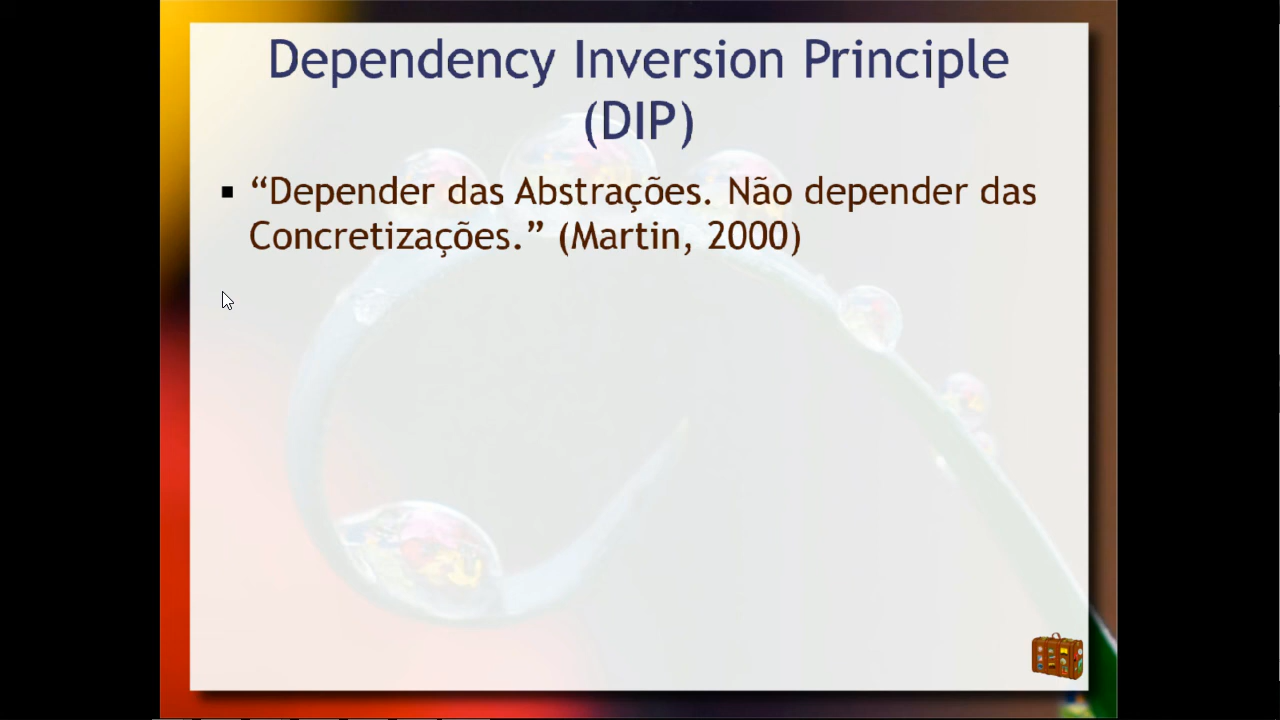 Dependency Inversion Principle
(DIP)
“Depender das Abstrações. Não depender das
Concretizações.” (Martin, 2000)